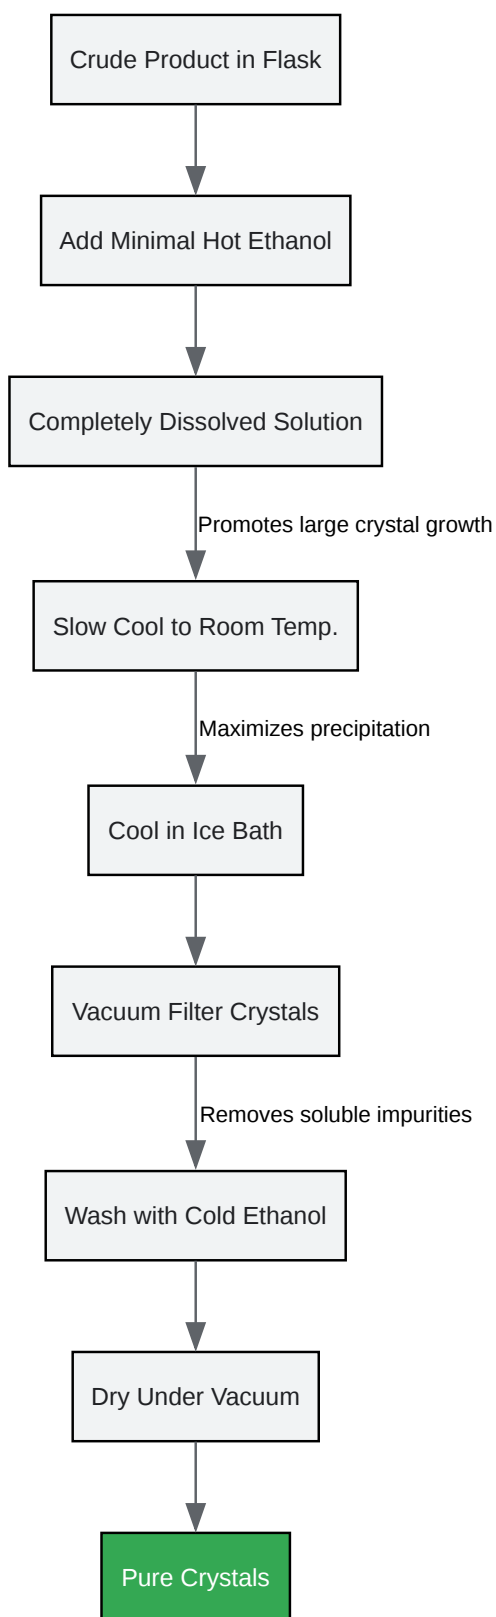 Crude Product in Flask
Add Minimal Hot Ethanol
Completely Dissolved Solution
Promotes large crystal growth
Slow Cool to Room Temp.
Maximizes precipitation
Cool in Ice Bath
Vacuum Filter Crystals
Removes soluble impurities
Wash with Cold Ethanol
Dry Under Vacuum
Pure Crystals